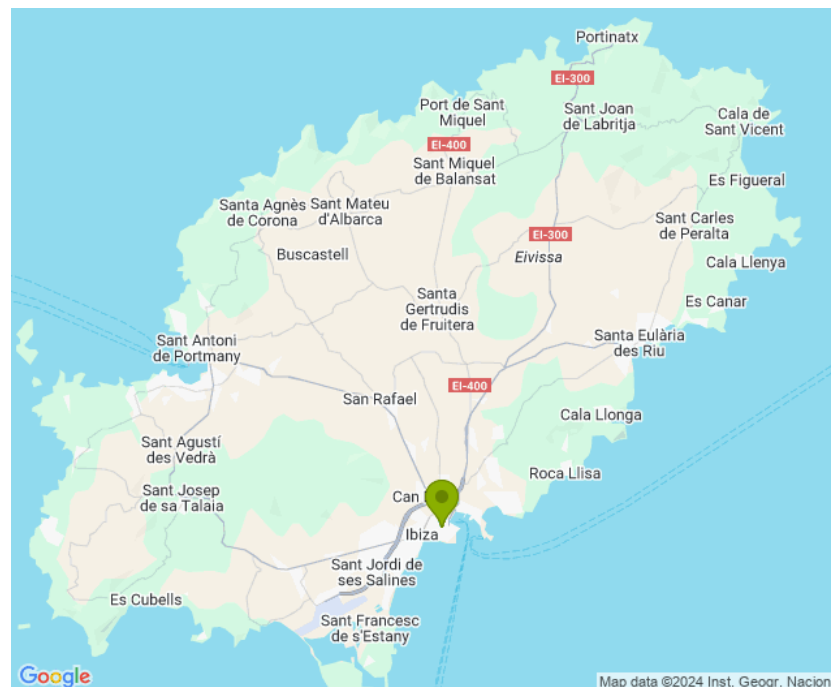 Portinatx
EI-300
Port de Sant
Miquel
Sant Joan
de Labritja
Cala de
Sant Vicent
EI-400
Sant Miquel
de Balansat
Es Figueral
Santa Agnès
de Corona
Sant Mateu
d'Albarca
Sant Carles
de Peralta
EI-300
Buscastell
Eivissa
Cala Llenya
Santa
Gertrudis
de Fruitera
Es Canar
Sant Antoni
de Portmany
Santa Eulària
des Riu
EI-400
San Rafael
Cala Llonga
Sant Agustí
des Vedrà
Roca Llisa
Sant Josep
de sa Talaia
Can
Ibiza
Sant Jordi de
ses Salines
Es Cubells
Sant Francesc
de s'Estany
Google
Map data ©2024 Inst. Geogr. Nacion